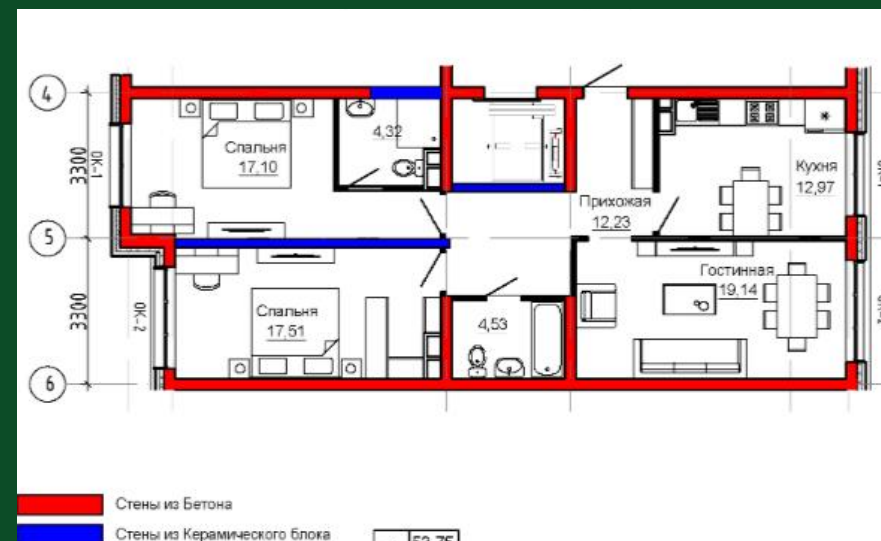 4
5
6
3300
3300
ОК-1
ОК-2
Спальня
17,10
4,32
Кухня
12,97
Прихожая
12,23
Гостинная
19,14
Спальня
17,51
4,53
Стены из Бетона
Стены из Керамического блока